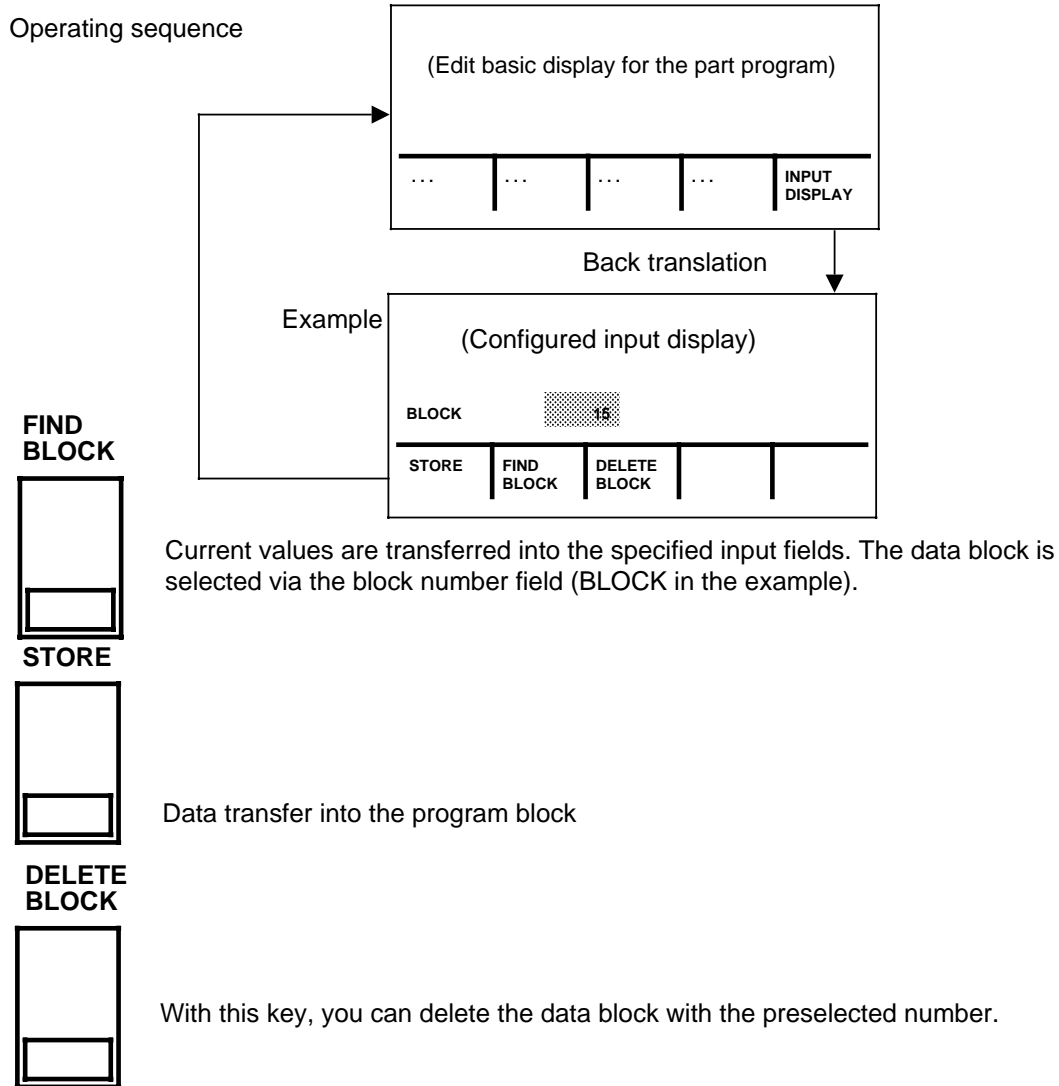 Operating sequence
(Edit basic display for the part program)
. . . . . . . . . . . . INPUT
DISPLAY
Back translation
Example
(Configured input display)
BLOCK 15
STORE FIND DELETE
BLOCK BLOCK
FIND
BLOCK
Current values are transferred into the specified input fields. The data block is
selected via the block number field (BLOCK in the example).
STORE
Data transfer into the program block
DELETE
BLOCK
With this key, you can delete the data block with the preselected number.